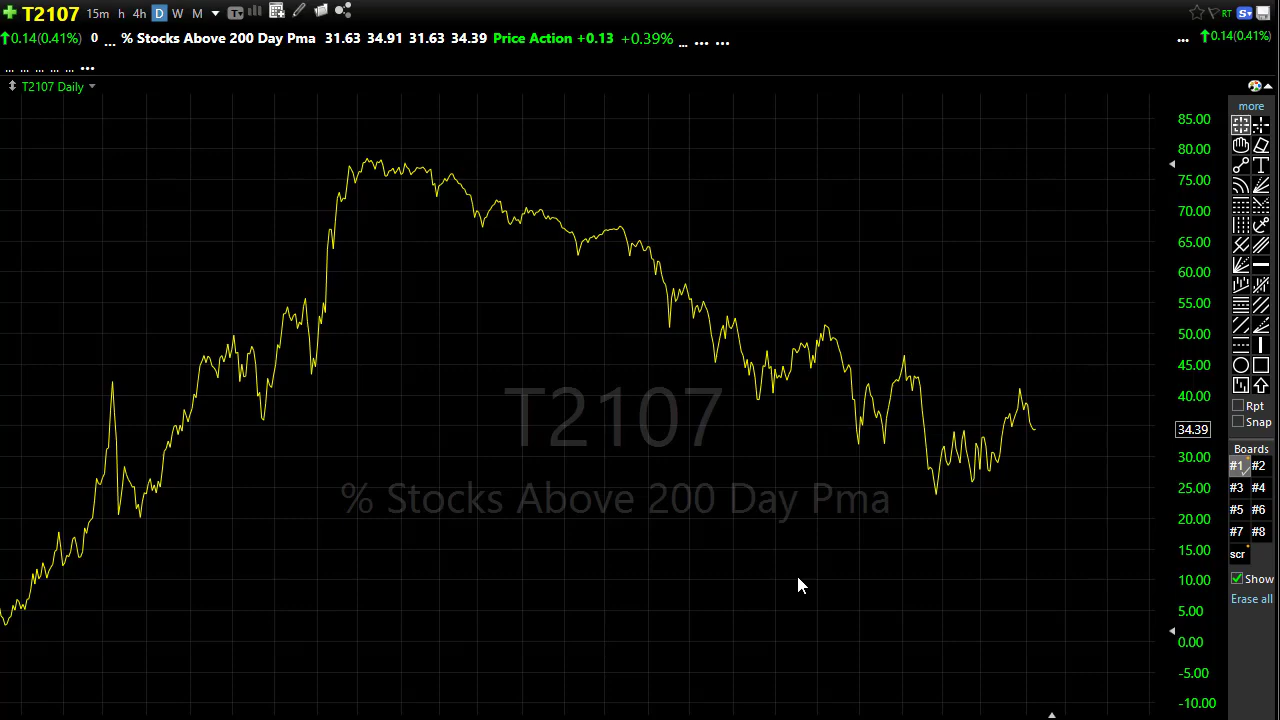 T2107 15m h 4h D W M T RT S
0.14(0.41%) 0 ... % Stocks Above 200 Day Pma 31.63 34.91 31.63 34.39 Price Action +0.13 +0.39% ... ... ... ... 0.14(0.41%)
... ... ... ... ... ...
T2107 Daily
more
T
85.00
80.00
75.00
70.00
65.00
60.00
55.00
50.00
45.00
40.00
34.39
30.00
25.00
20.00
15.00
10.00
5.00
0.00
-5.00
-10.00
T2107
% Stocks Above 200 Day Pma
Rpt
Snap
Boards
#1 #2
#3 #4
#5 #6
#7 #8
scr
Show
Erase all